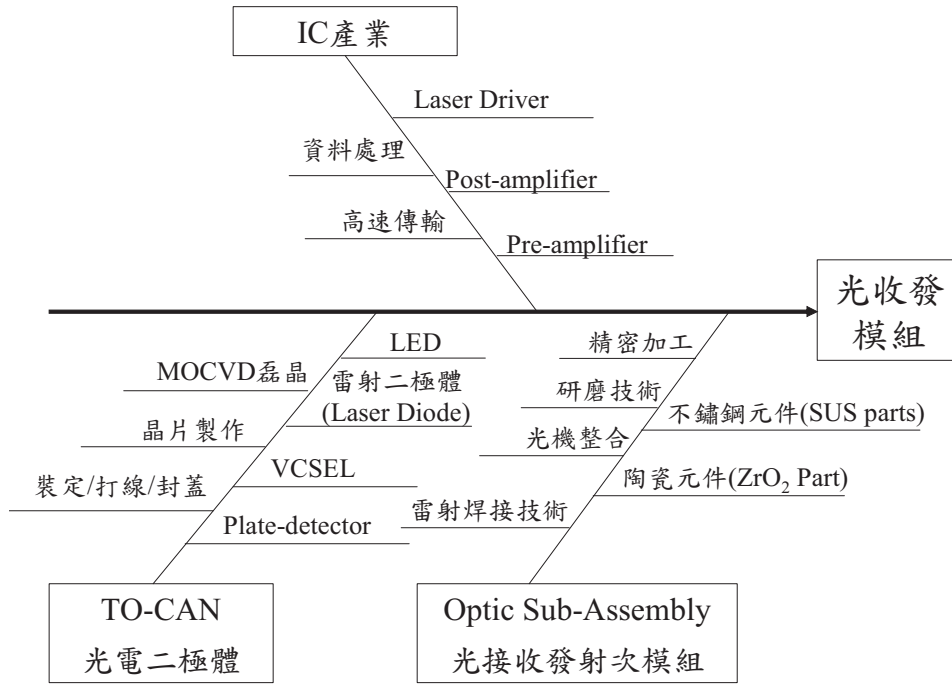 IC產業
Laser Driver
資料處理
Post-amplifier
高速傳輸
Pre-amplifier
光收發
模組
LED
MOCVD磊晶
雷射二極體
(Laser Diode)
晶片製作
VCSEL
裝定/打線/封蓋
Plate-detector
精密加工
研磨技術
不鏽鋼元件(SUS parts)
光機整合
陶瓷元件(ZrO₂ Part)
雷射焊接技術
TO-CAN
光電二極體
Optic Sub-Assembly
光接收發射次模組